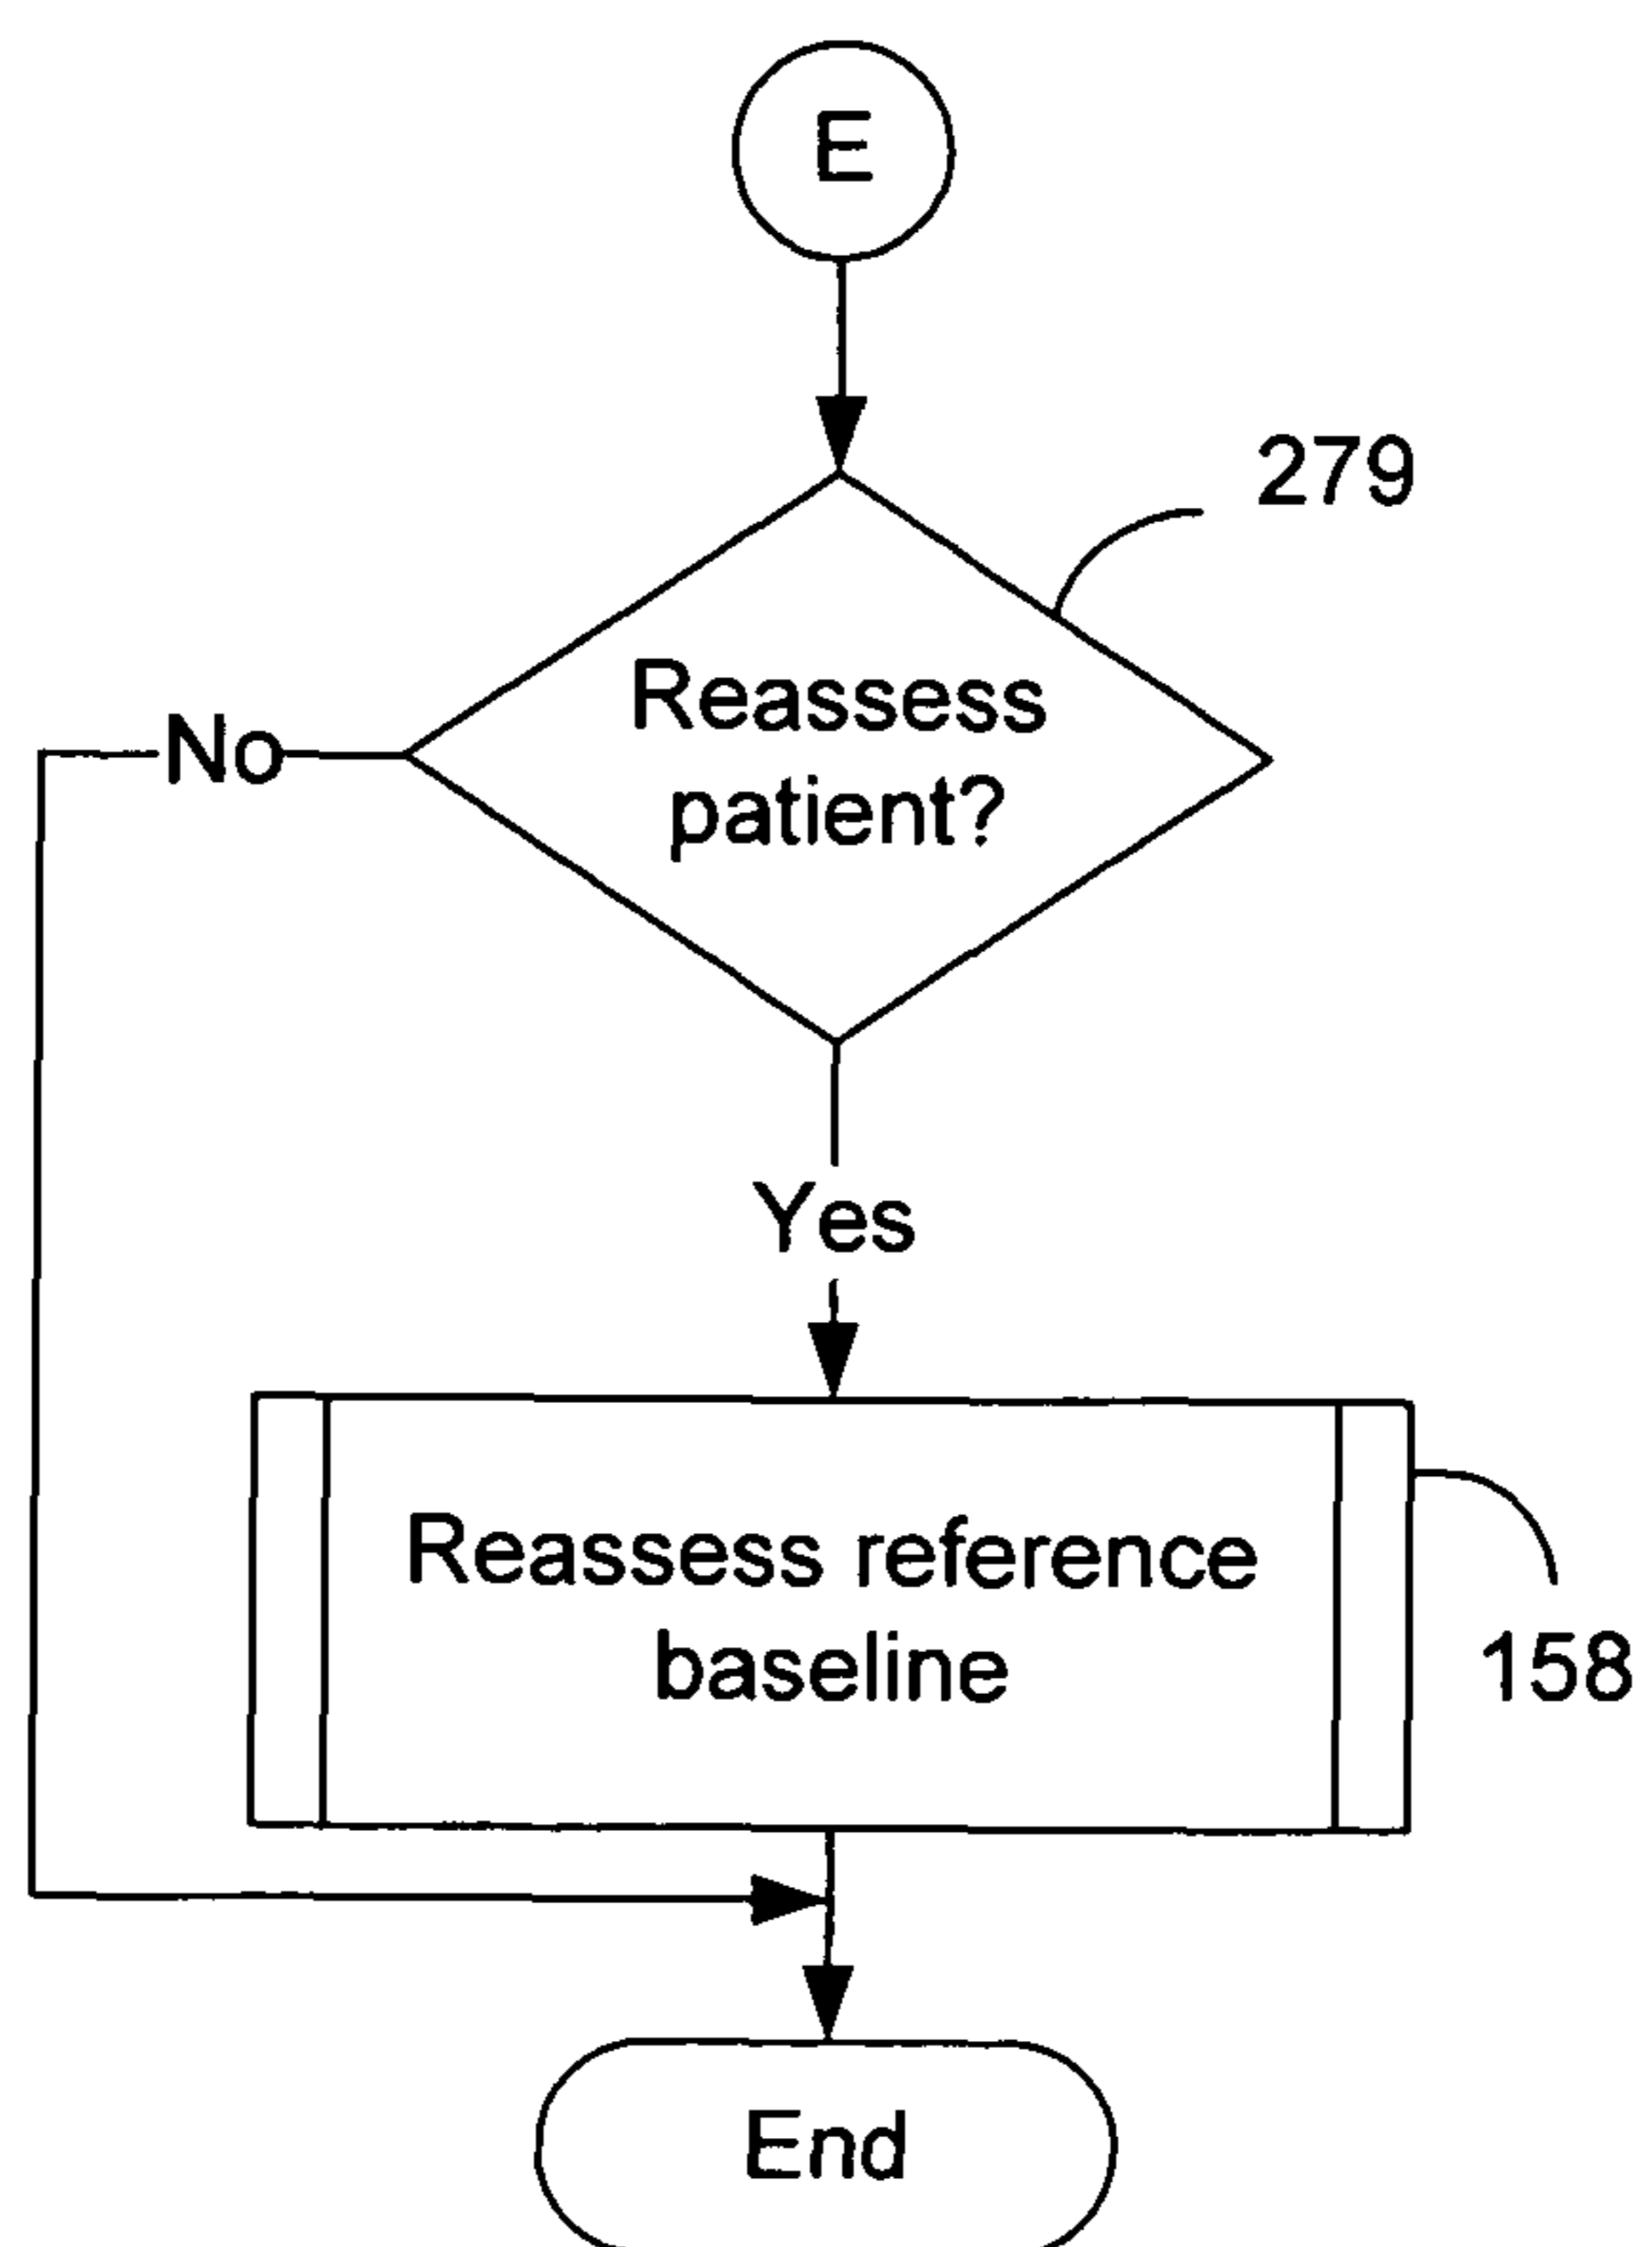 E
279
Reassess
patient?
No
Yes
Reassess reference
baseline
158
End